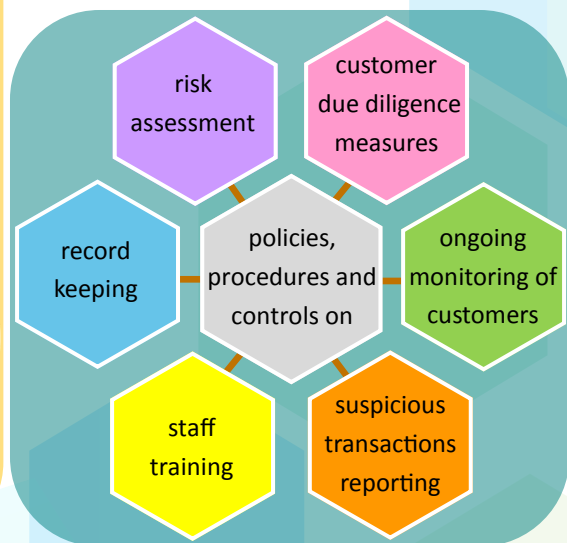 risk
assessment
customer
due diligence
measures
record
keeping
policies,
procedures and
controls on
ongoing
monitoring of
customers
staff
training
suspicious
transactions
reporting